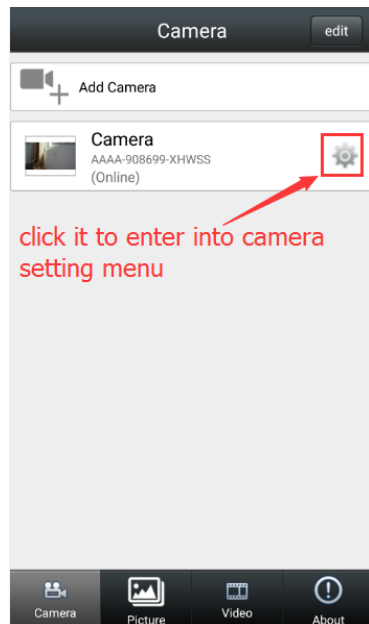 Camera
edit
Add Camera
Camera
AAAA-908699-XHWSS
(Online)
click it to enter into camera
setting menu
Camera
Picture
Video
About